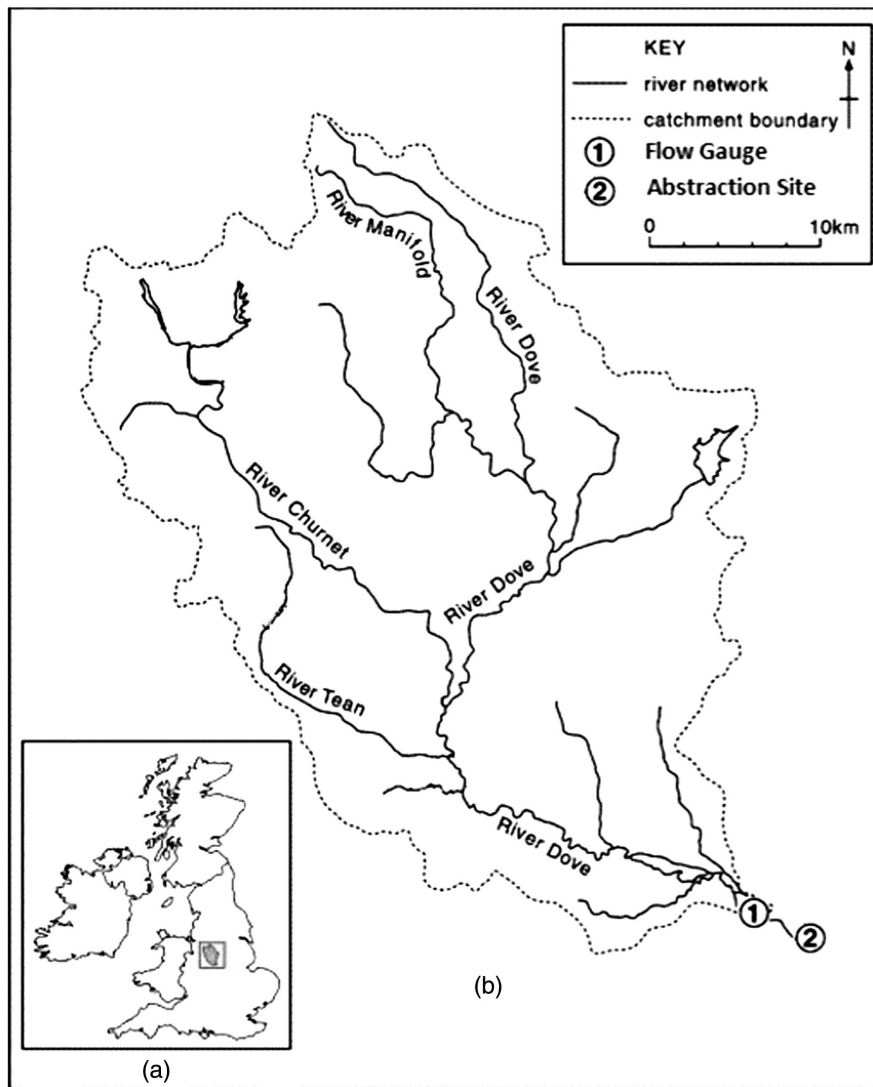 KEY
N
river network
catchment boundary
1 Flow Gauge
2 Abstraction Site
0 10km
River Manifold
River Dove
River Churnet
River Dove
River Tean
River Dove
1
2
(b)
(a)